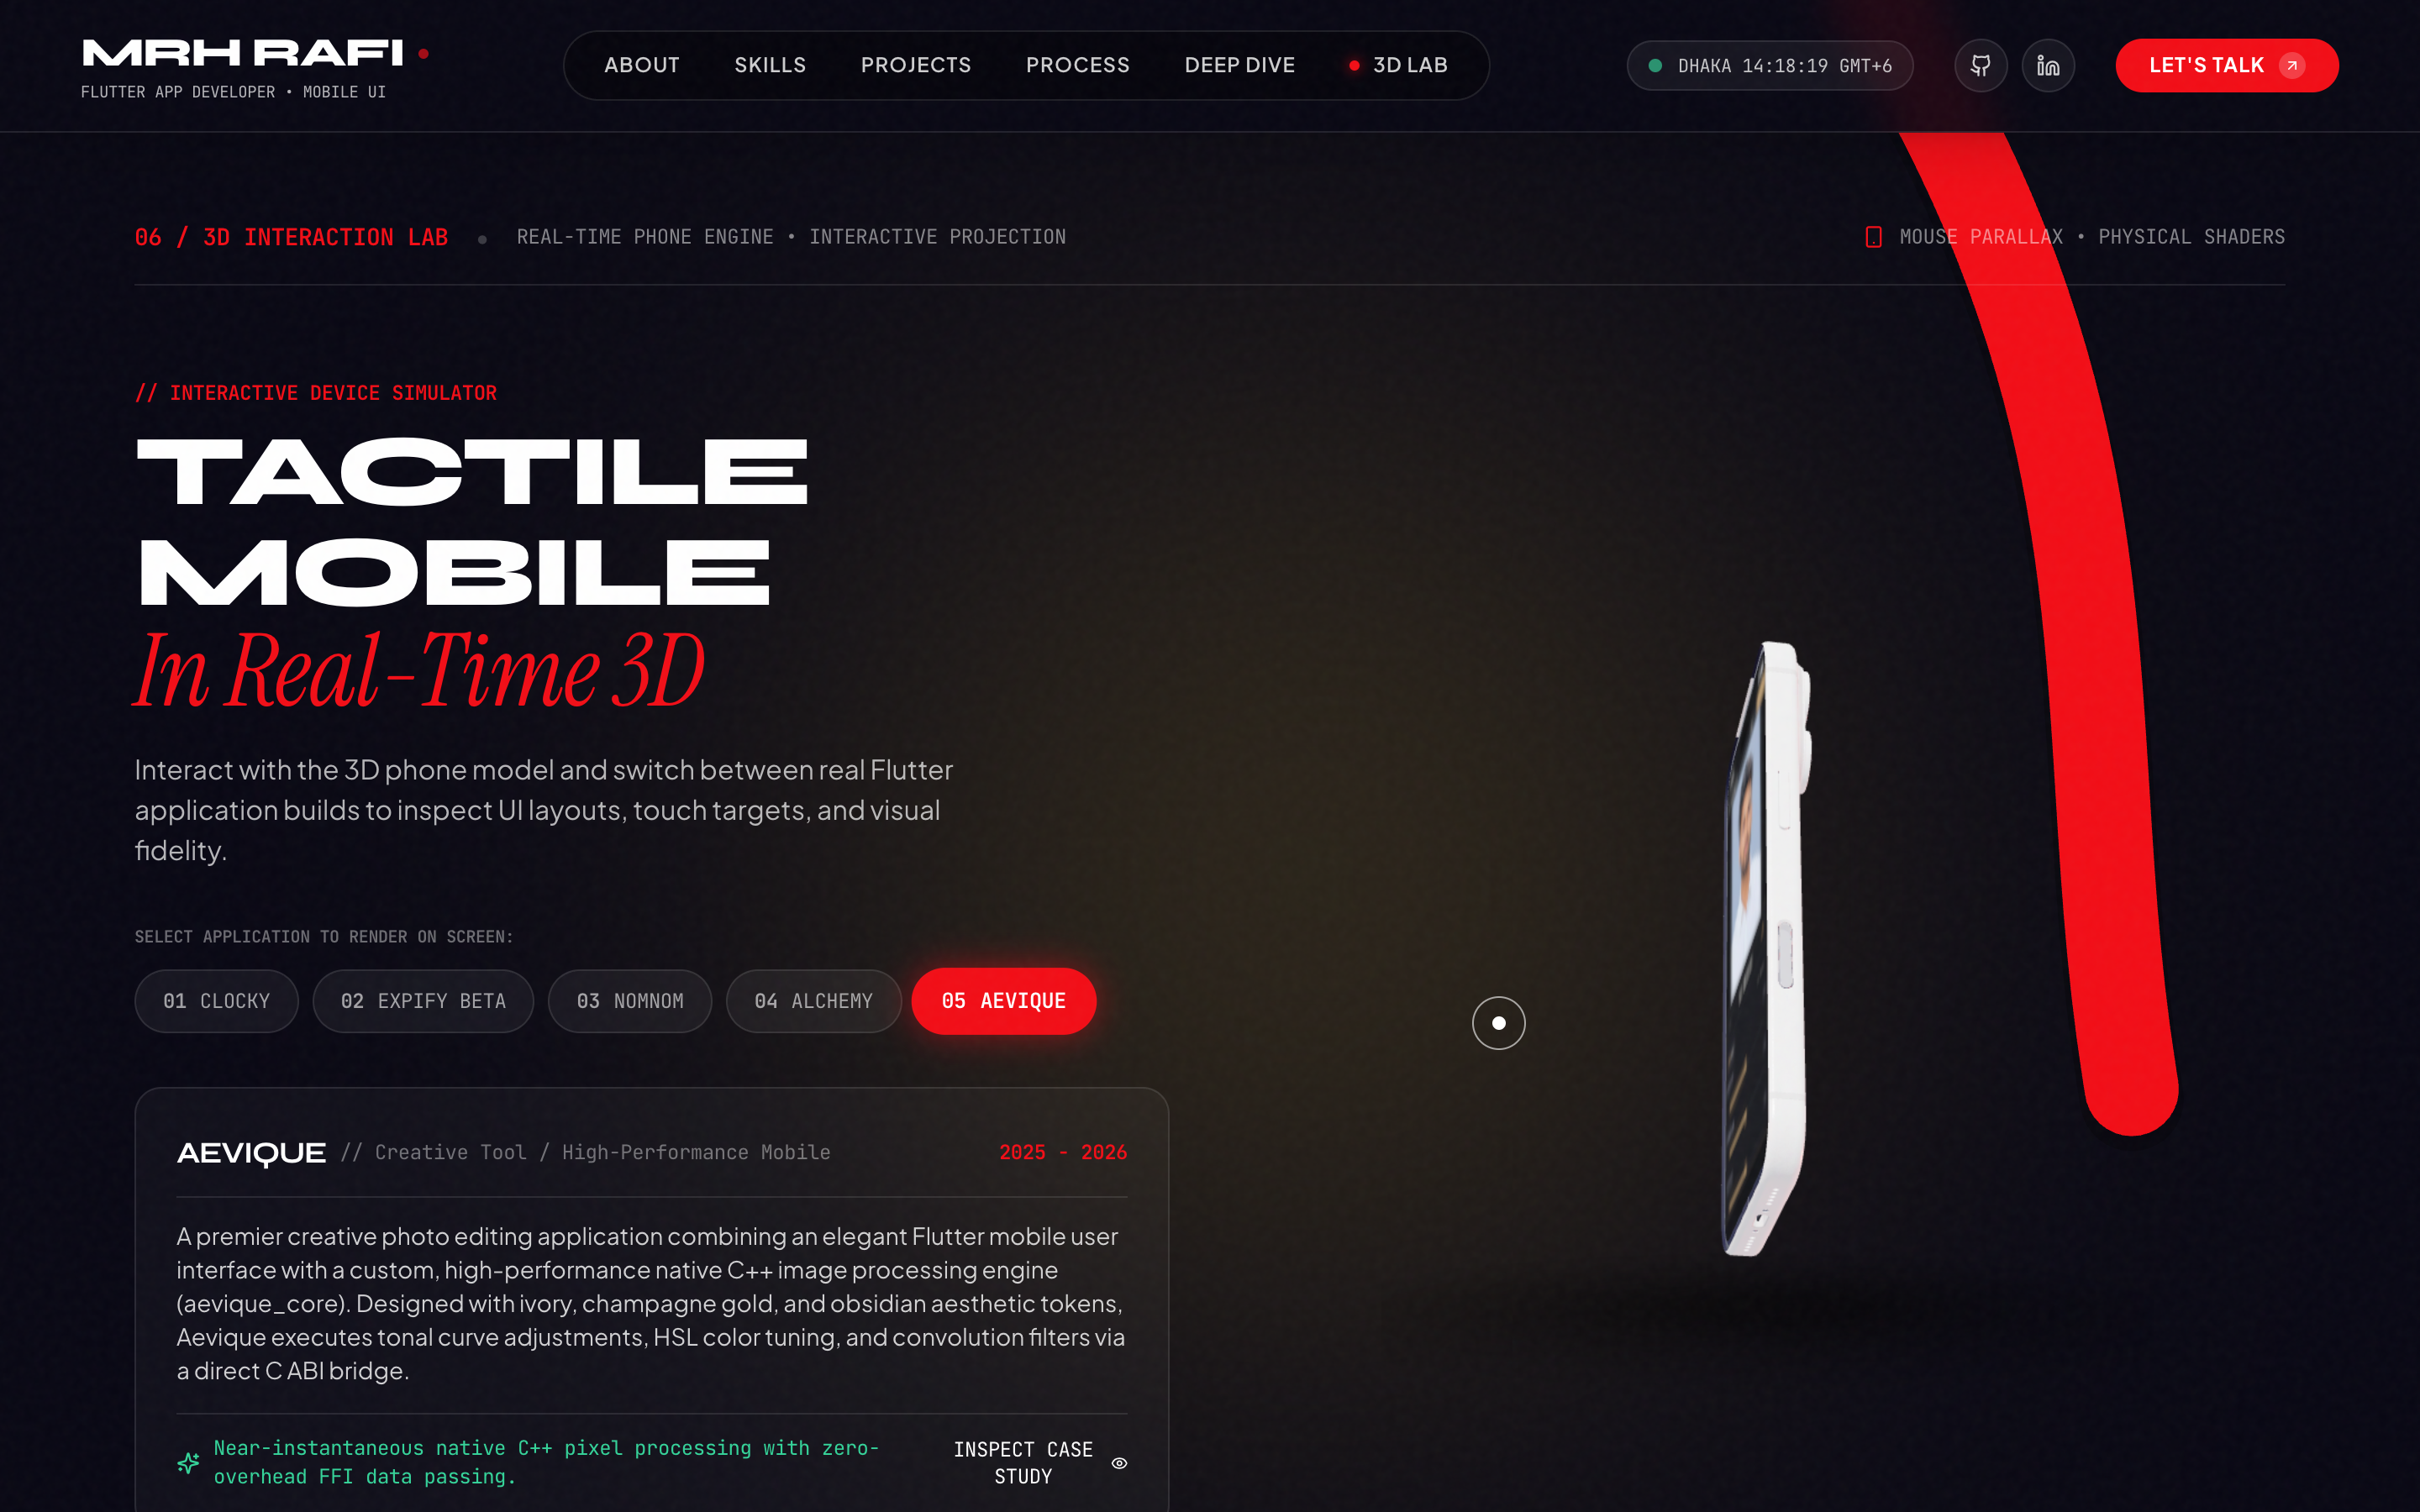 MRH RAFI
FLUTTER APP DEVELOPER • MOBILE UI
ABOUT
SKILLS
PROJECTS
PROCESS
DEEP DIVE
3D LAB
DHAKA 14:18:19 GMT+6
LET'S TALK
06 / 3D INTERACTION LAB
REAL-TIME PHONE ENGINE • INTERACTIVE PROJECTION
MOUSE PARALLAX • PHYSICAL SHADERS
// INTERACTIVE DEVICE SIMULATOR
TACTILE
MOBILE
In Real-Time 3D
Interact with the 3D phone model and switch between real Flutter
application builds to inspect UI layouts, touch targets, and visual
fidelity.
SELECT APPLICATION TO RENDER ON SCREEN:
01 CLOCKY
02 EXPIFY BETA
03 NOMNOM
04 ALCHEMY
05 AEVIQUE
AEVIQUE // Creative Tool / High-Performance Mobile
2025 - 2026
A premier creative photo editing application combining an elegant Flutter mobile user
interface with a custom, high-performance native C++ image processing engine
(aevique_core). Designed with ivory, champagne gold, and obsidian aesthetic tokens,
Aevique executes tonal curve adjustments, HSL color tuning, and convolution filters via
a direct C ABI bridge.
Near-instantaneous native C++ pixel processing with zero-
overhead FFI data passing.
INSPECT CASE
STUDY